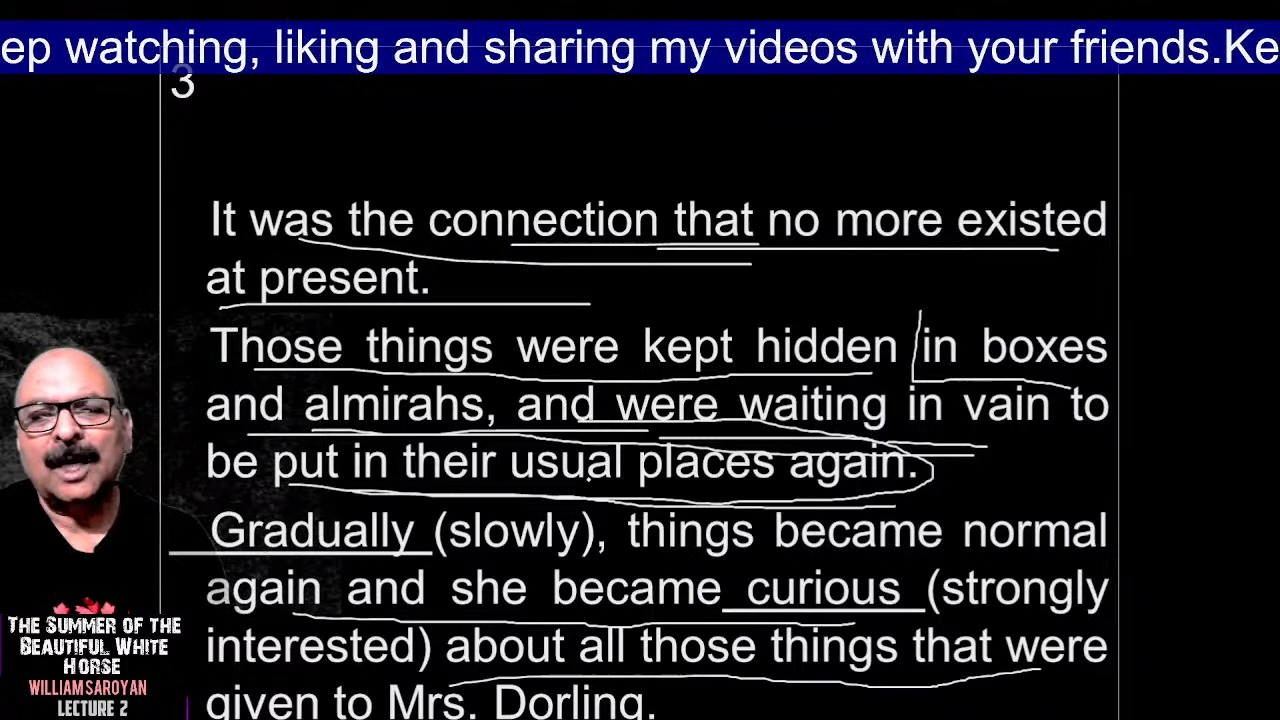 ep watching, liking and sharing my videos with your friends.Ke
3
It was the connection that no more existed
at present.
Those things were kept hidden in boxes
and almirahs, and were waiting in vain to
be put in their usual places again.
Gradually (slowly), things became normal
again and she became curious (strongly
interested) about all those things that were
given to Mrs. Dorling.
The Summer of the
Beautiful White
Horse
WILLIAM SAROYAN
LECTURE 2